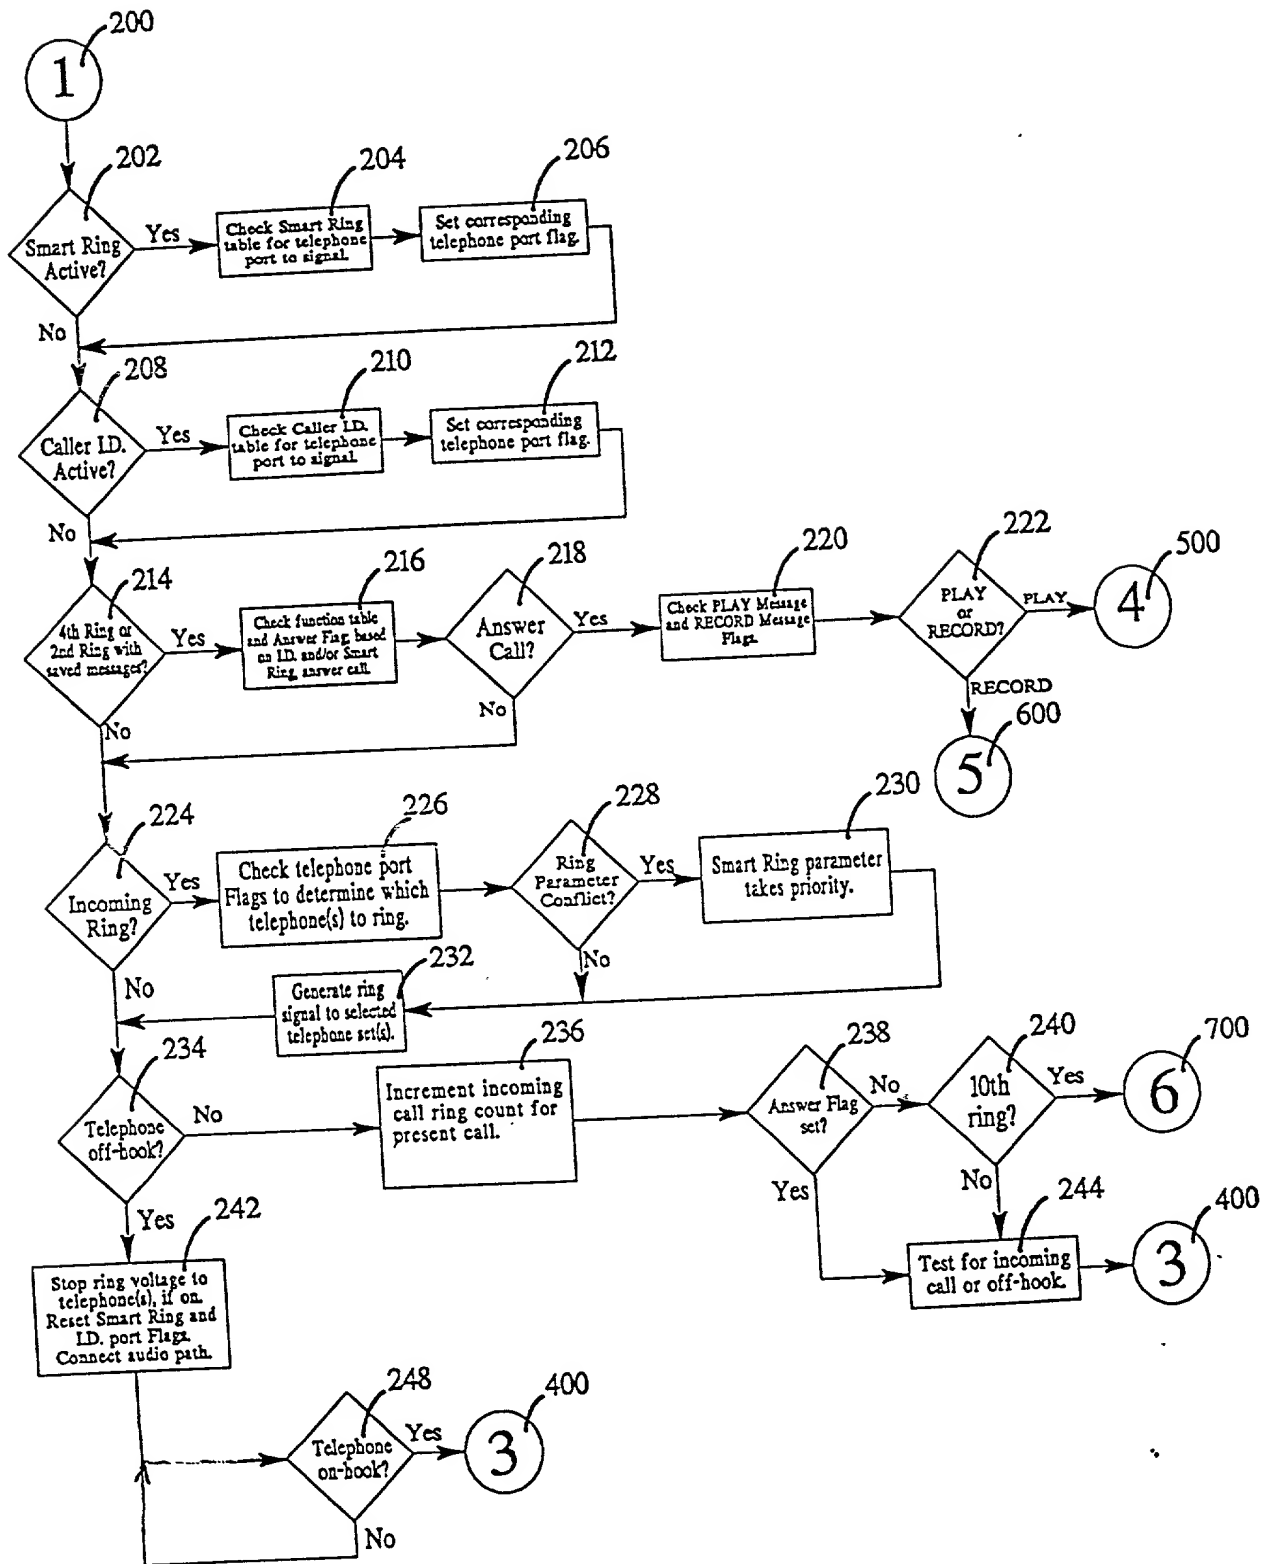 200
1
202
Smart Ring
Active?
Yes
No
204
Check Smart Ring
table for telephone
port to signal.
206
Set corresponding
telephone port flag.
208
Caller I.D.
Active?
Yes
No
210
Check Caller I.D.
table for telephone
port to signal.
212
Set corresponding
telephone port flag.
214
4th Ring or
2nd Ring with
saved messages?
Yes
No
216
Check function table
and Answer Flag, based
on I.D. and/or Smart
Ring, answer call.
218
Answer
Call?
Yes
No
220
Check PLAY Message
and RECORD Message
Flags.
222
PLAY
or
RECORD?
PLAY
RECORD
500
4
600
5
224
Incoming
Ring?
Yes
No
226
Check telephone port
Flags to determine which
telephone(s) to ring.
228
Ring
Parameter
Conflict?
Yes
No
230
Smart Ring parameter
takes priority.
232
Generate ring
signal to selected
telephone set(s).
234
Telephone
off-hook?
No
Yes
236
Increment incoming
call ring count for
present call.
238
Answer Flag
set?
No
Yes
240
10th
ring?
Yes
No
700
6
242
Stop ring voltage to
telephone(s), if on.
Reset Smart Ring and
I.D. port Flags.
Connect audio path.
244
Test for incoming
call or off-hook.
400
3
248
Telephone
on-hook?
Yes
No
400
3